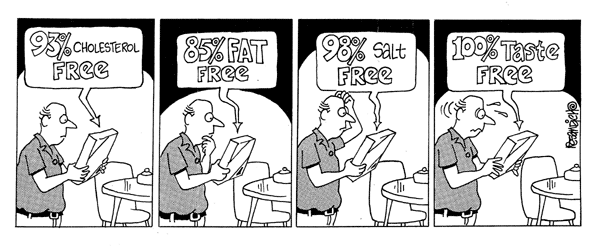 93% CHOLESTEROL
FREE
85% FAT
FREE
98% Salt
FREE
100% Taste
FREE